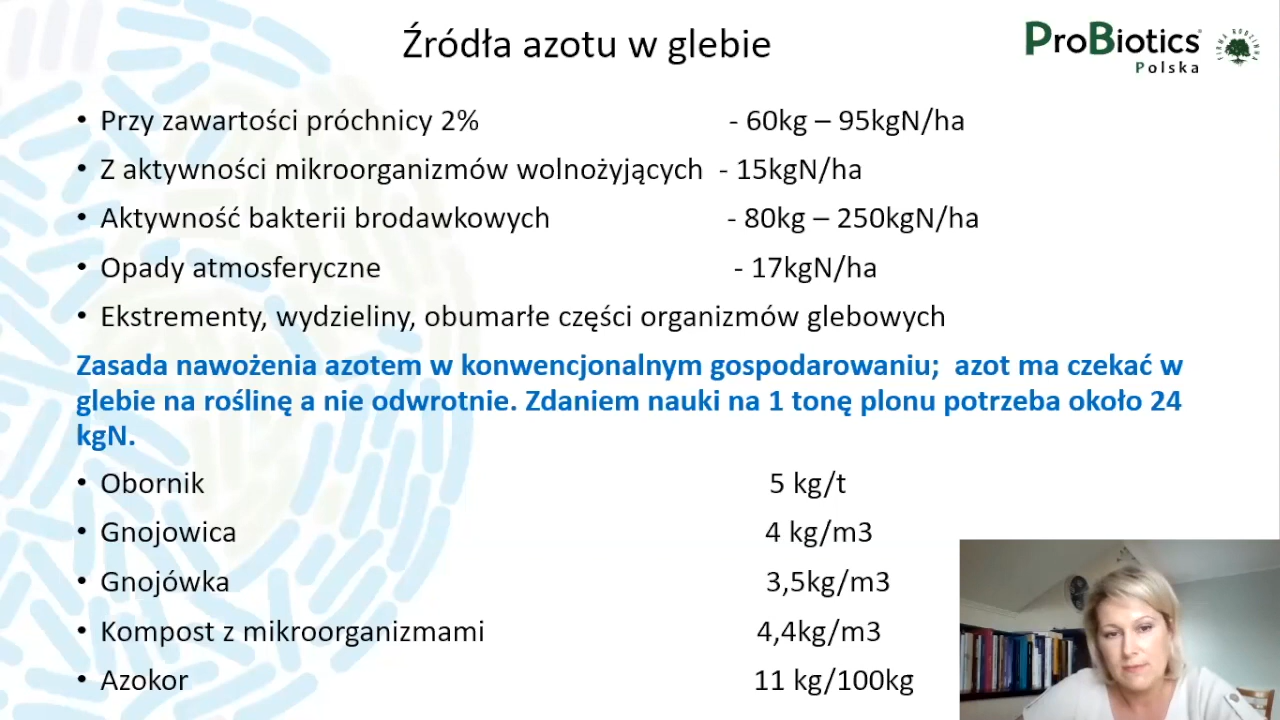 Źródła azotu w glebie
ProBiotics
Polska
• Przy zawartości próchnicy 2% - 60kg – 95kgN/ha
• Z aktywności mikroorganizmów wolnożyjących - 15kgN/ha
• Aktywność bakterii brodawkowych - 80kg – 250kgN/ha
• Opady atmosferyczne - 17kgN/ha
• Ekstrementy, wydzieliny, obumarłe części organizmów glebowych
Zasada nawożenia azotem w konwencjonalnym gospodarowaniu; azot ma czekać w
glebie na roślinę a nie odwrotnie. Zdaniem nauki na 1 tonę plonu potrzeba około 24
kgN.
• Obornik 5 kg/t
• Gnojowica 4 kg/m3
• Gnojówka 3,5kg/m3
• Kompost z mikroorganizmami 4,4kg/m3
• Azokor 11 kg/100kg